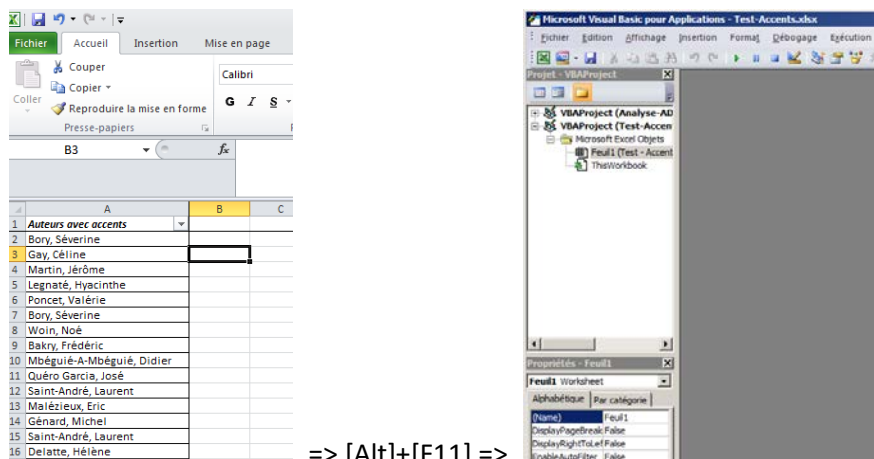 Fichier Accueil Insertion Mise en page
Couper
Copier
Coller
Reproduire la mise en forme
Presse-papiers
Calibri
G I S
B3
fx
A B C
1 Auteurs avec accents
2 Bory, Séverine
3 Gay, Céline
4 Martin, Jérôme
5 Legnaté, Hyacinthe
6 Poncet, Valérie
7 Bory, Séverine
8 Woin, Noé
9 Bakry, Frédéric
10 Mbéguié-A-Mbéguié, Didier
11 Quéro Garcia, José
12 Saint-André, Laurent
13 Malézieux, Eric
14 Génard, Michel
15 Saint-André, Laurent
16 Delatte, Hélène
=> [Alt]+[F11] =>
Microsoft Visual Basic pour Applications - Test-Accents.xlsx
Fichier Edition Affichage Insertion Format Débogage Exécution
Projet - VBAProject
VBAProject (Analyse-AD
VBAProject (Test-Accen
Microsoft Excel Objets
Feuil1 (Test - Accent
ThisWorkbook
Propriétés - Feuil1
Feuil1 Worksheet
Alphabétique Par catégorie
(Name) Feuil1
DisplayPageBreak False
DisplayRightToLef False
EnableAutoFilter False